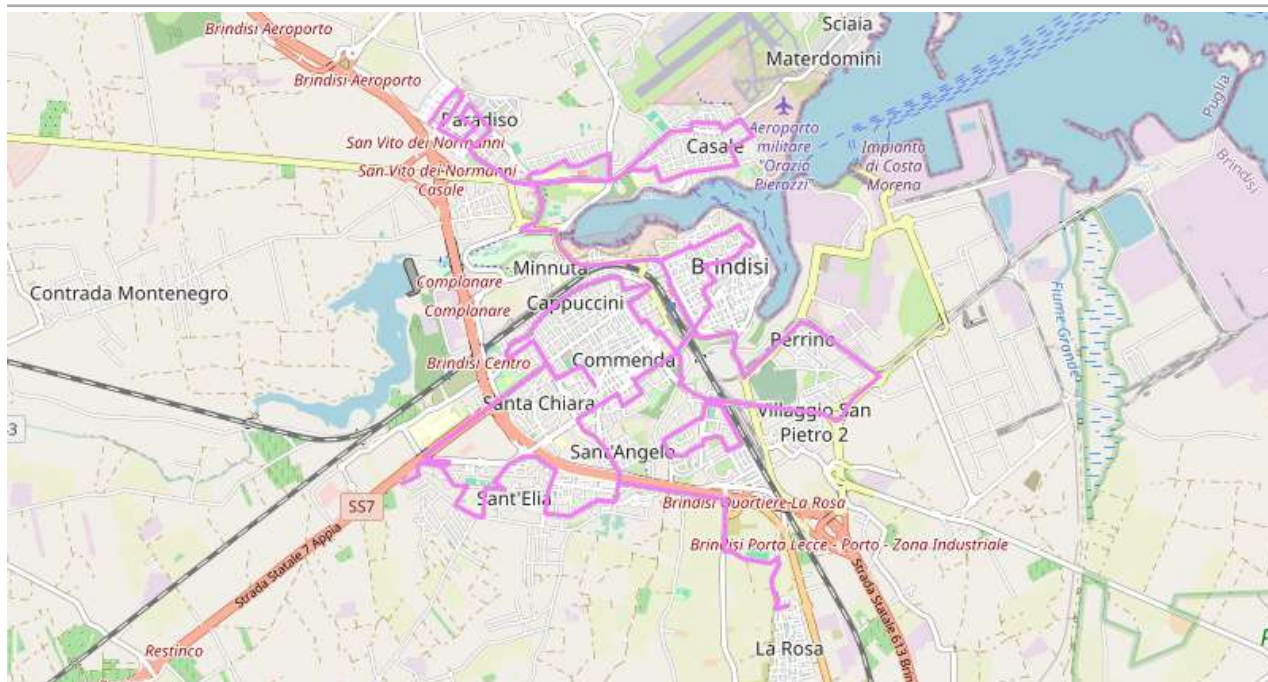 Sciaia
Brindisi Aeroporto
Materdomini
Brindisi Aeroporto
Puglia
Paradiso
Aeroporto
militare
"Orazio
Pierozzi"
San Vito dei Normanni
Casale
Impianto
di Costa
Morena
Brindisi
San Vito dei Normanni
Casale
Minnuta
Brindisi
Contrada Montenegro
Complanare
Cappuccini
Complanare
Fiume Grande
Perrino
Brindisi Centro
Commenda
Santa Chiara
Villaggio San
Pietro 2
3
Sant'Angelo
Sant'Elia
SS7
Brindisi Quartiere-La Rosa
Brindisi Porta Lecce - Porto - Zona Industriale
Strada Statale 7 Appia
Strada Statale 613 Brin
Restinco
La Rosa